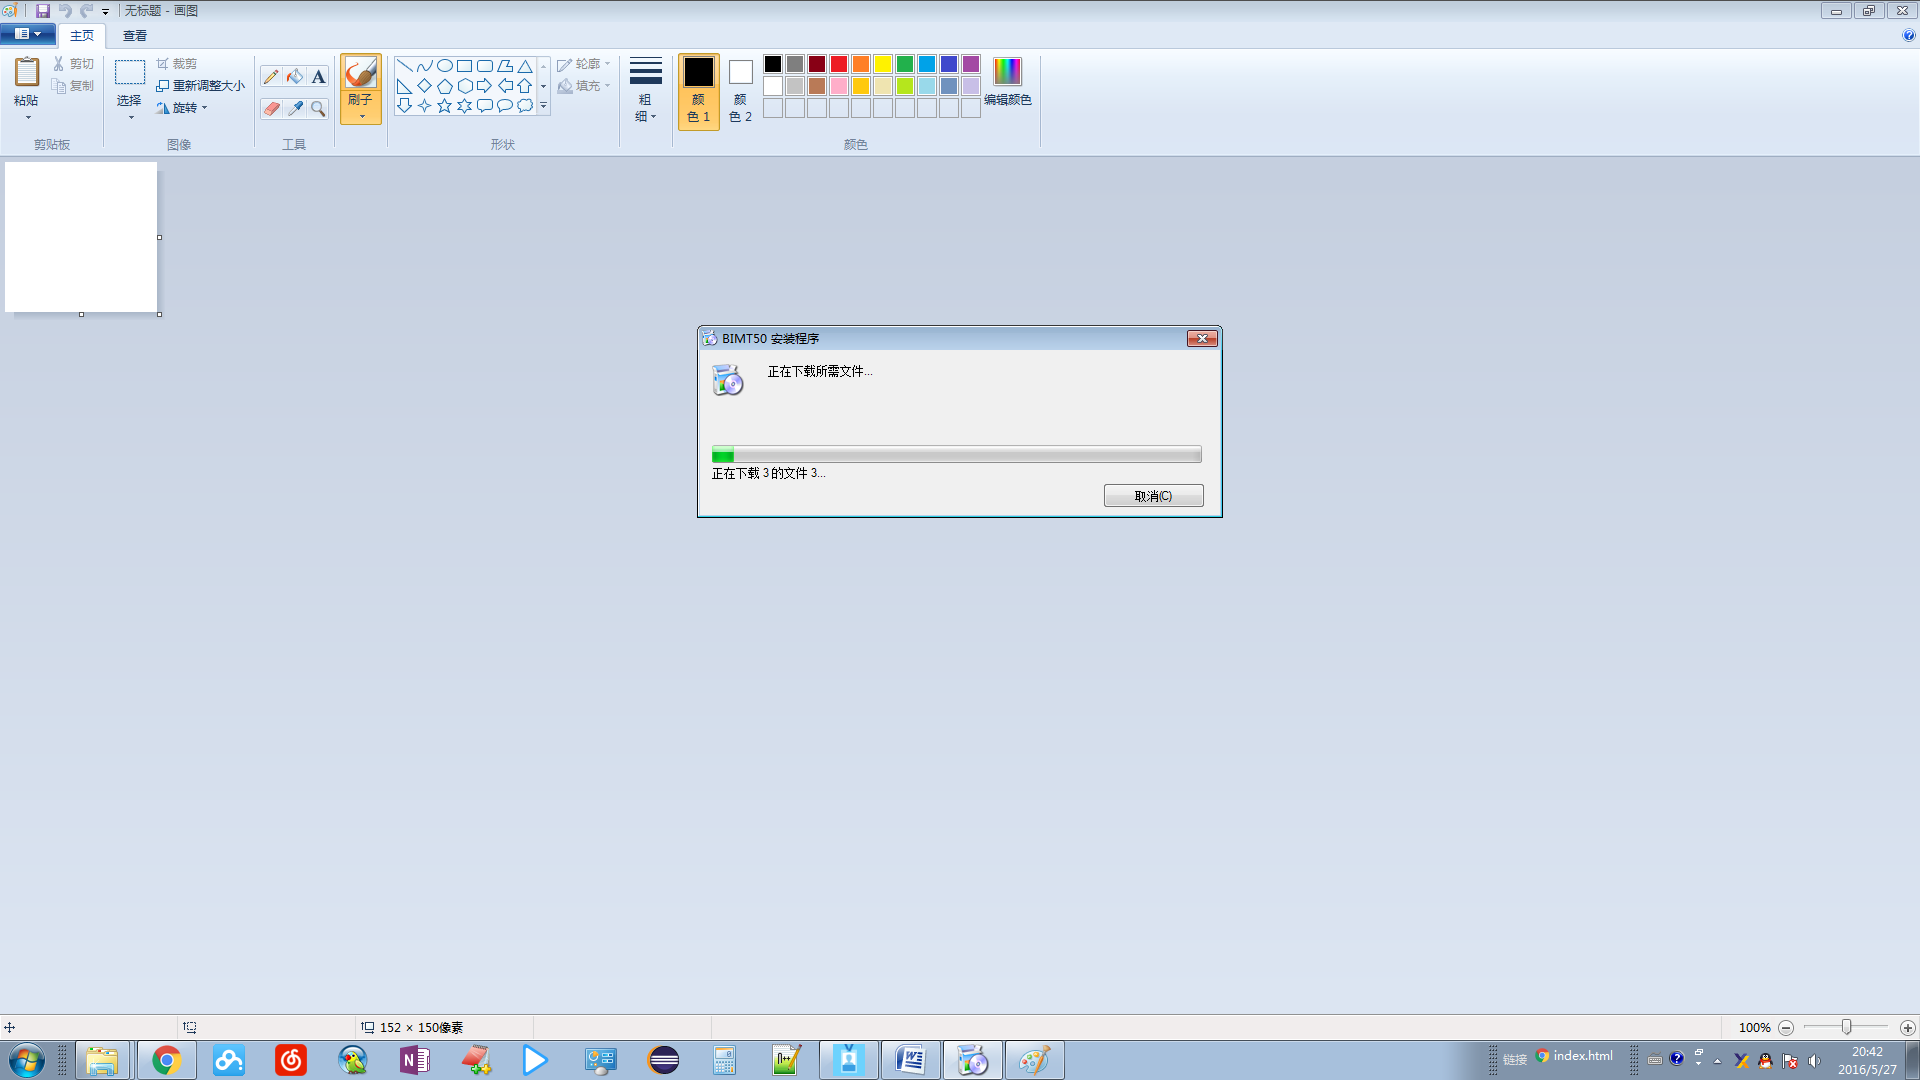 无标题 - 画图
主页
查看
粘贴
剪切
复制
剪贴板
选择
裁剪
重新调整大小
旋转
图像
A
工具
刷子
轮廓
填充
形状
粗
细
颜
色 1
颜
色 2
编辑颜色
颜色
BIMT50 安装程序
正在下载所需文件...
正在下载 3 的文件 3...
取消(C)
152 × 150像素
100%
链接
index.html
20:42
2016/5/27